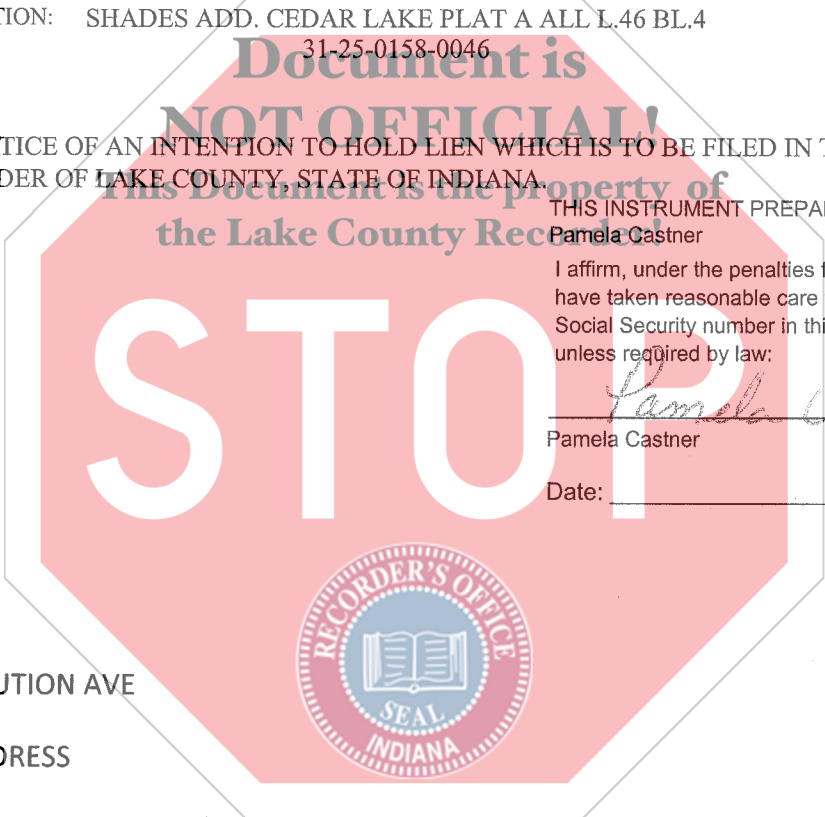 TION: SHADES ADD. CEDAR LAKE PLAT A ALL L.46 BL.4
31-25-0158-0046
Document is
NOT OFFICIAL!
TICE OF AN INTENTION TO HOLD LIEN WHICH IS TO BE FILED IN T
DER OF LAKE COUNTY, STATE OF INDIANA.
This Document is the property of
the Lake County Recorder!
THIS INSTRUMENT PREPA
Pamela Castner
I affirm, under the penalties f
have taken reasonable care
Social Security number in thi
unless required by law:
Pamela C
Pamela Castner
Date:
STOP
RECORDER'S OFFICE
SEAL
INDIANA
UTION AVE
DRESS